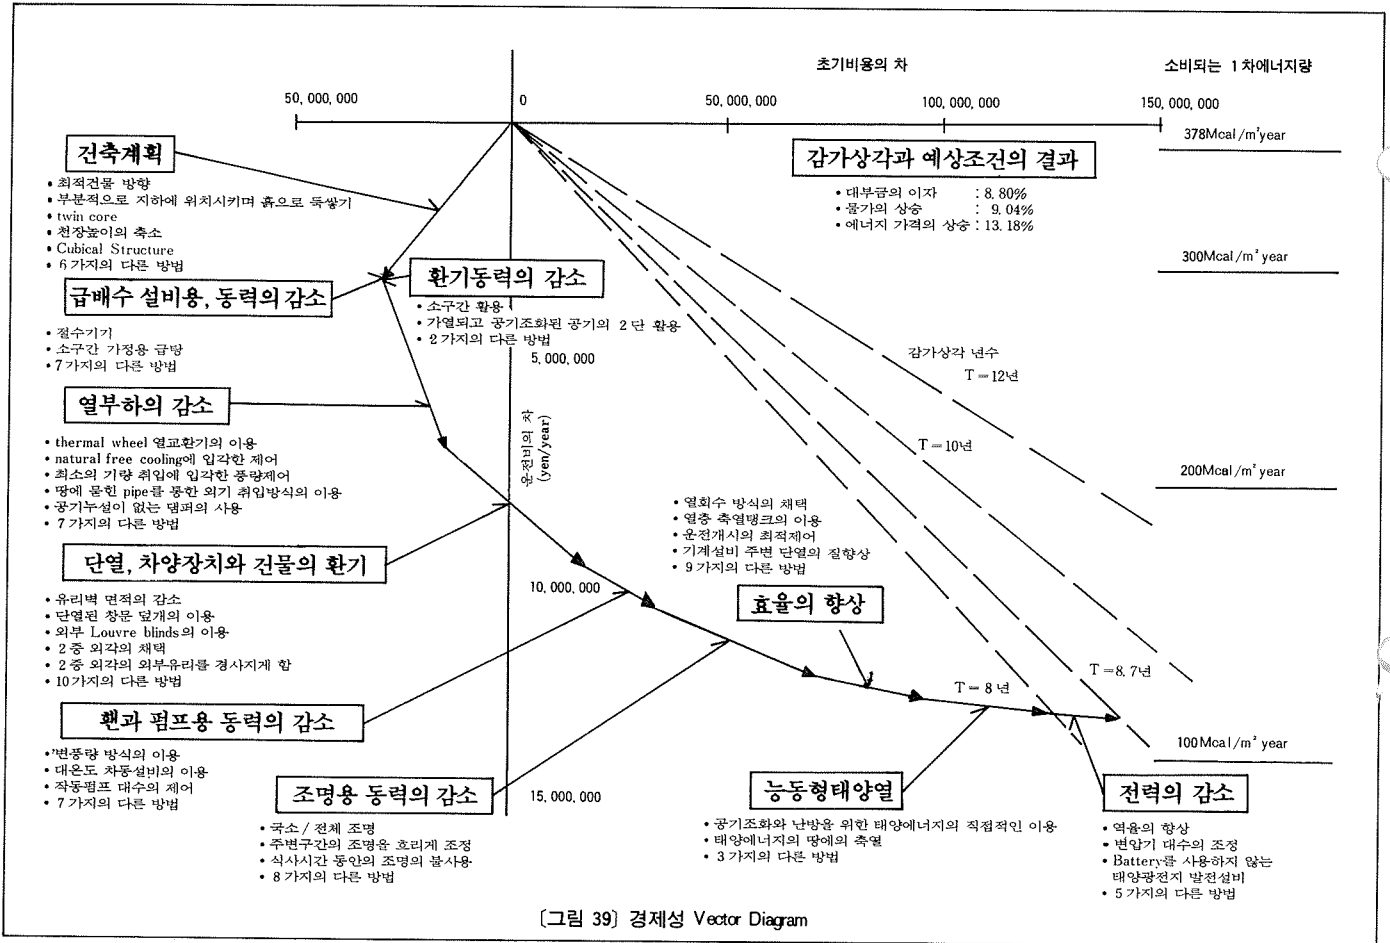 초기비용의 차
소비되는 1차에너지량
50,000,000
0
50,000,000
100,000,000
150,000,000
378Mcal/m²year
300Mcal/m² year
200Mcal/m² year
100Mcal/m² year
건축계획
• 최적건물 방향
• 부분적으로 지하에 위치시키며 흙으로 둑쌓기
• twin core
• 천장높이의 축소
• Cubical Structure
• 6가지의 다른 방법
감가상각과 예상조건의 결과
• 대부금의 이자 : 8.80%
• 물가의 상승 : 9.04%
• 에너지 가격의 상승 : 13.18%
환기동력의 감소
• 소구간 활용
• 가열되고 공기조화된 공기의 2단 활용
• 2가지의 다른 방법
급배수 설비용, 동력의 감소
• 절수기기
• 소구간 가정용 급탕
• 7가지의 다른 방법
5,000,000
10,000,000
15,000,000
운전비의 차
(yen/year)
감가상각 년수
T=12년
T=10년
T=8.7년
T=8년
열부하의 감소
• thermal wheel 열교환기의 이용
• natural free cooling에 입각한 제어
• 최소의 기량 취입에 입각한 풍량제어
• 땅에 묻힌 pipe를 통한 외기 취입방식의 이용
• 공기누설이 없는 댐퍼의 사용
• 7가지의 다른 방법
• 열회수 방식의 채택
• 열층 축열탱크의 이용
• 운전개시의 최적제어
• 기계설비 주변 단열의 질향상
• 9가지의 다른 방법
효율의 향상
단열, 차양장치와 건물의 환기
• 유리벽 면적의 감소
• 단열된 창문 덮개의 이용
• 외부 Louvre blinds의 이용
• 2중 외각의 채택
• 2중 외각의 외부유리를 경사지게 함
• 10가지의 다른 방법
홴과 펌프용 동력의 감소
• 변풍량 방식의 이용
• 대온도 차동설비의 이용
• 작동펌프 대수의 제어
• 7가지의 다른 방법
조명용 동력의 감소
• 국소/전체 조명
• 주변구간의 조명을 흐리게 조정
• 식사시간 동안의 조명의 불사용
• 8가지의 다른 방법
능동형태양열
• 공기조화와 난방을 위한 태양에너지의 직접적인 이용
• 태양에너지의 땅에의 축열
• 3가지의 다른 방법
전력의 감소
• 역율의 향상
• 변압기 대수의 조정
• Battery를 사용하지 않는
태양광전지 발전설비
• 5가지의 다른 방법
〔그림 39〕 경제성 Vector Diagram